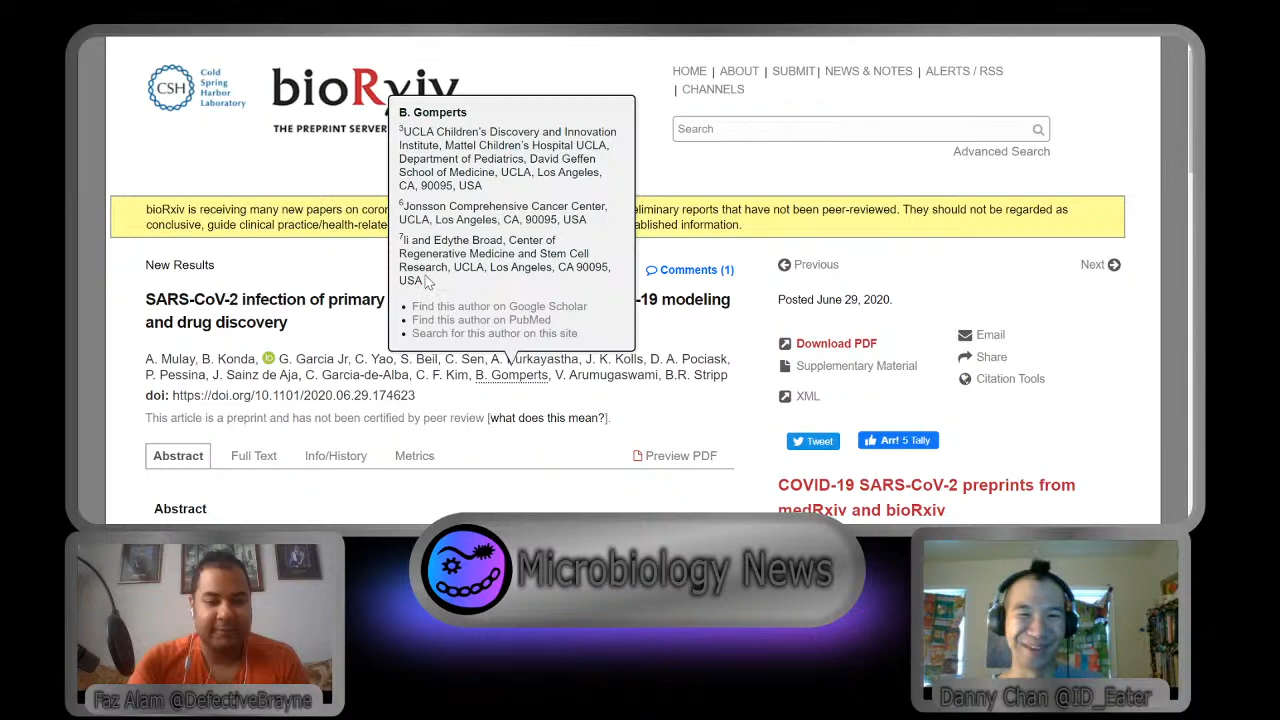 CSH
Cold
Spring
Harbor
Laboratory
bioRxiv
THE PREPRINT SERVER
HOME | ABOUT | SUBMIT | NEWS & NOTES | ALERTS / RSS
| CHANNELS
Search
Advanced Search
bioRxiv is receiving many new papers on coron
liminary reports that have not been peer-reviewed. They should not be regarded as
conclusive, guide clinical practice/health-relate
ablished information.
B. Gomperts
3UCLA Children's Discovery and Innovation
Institute, Mattel Children's Hospital UCLA,
Department of Pediatrics, David Geffen
School of Medicine, UCLA, Los Angeles,
CA, 90095, USA
6Jonsson Comprehensive Cancer Center,
UCLA, Los Angeles, CA, 90095, USA
7Ii and Edythe Broad, Center of
Regenerative Medicine and Stem Cell
Research, UCLA, Los Angeles, CA 90095,
USA
• Find this author on Google Scholar
• Find this author on PubMed
• Search for this author on this site
New Results
Comments (1)
SARS-CoV-2 infection of primary
-19 modeling
and drug discovery
A. Mulay, B. Konda, iD G. Garcia Jr, C. Yao, S. Beil, C. Sen, A. Purkayastha, J. K. Kolls, D. A. Pociask,
P. Pessina, J. Sainz de Aja, C. Garcia-de-Alba, C. F. Kim, B. Gomperts, V. Arumugaswami, B.R. Stripp
doi: https://doi.org/10.1101/2020.06.29.174623
This article is a preprint and has not been certified by peer review [what does this mean?].
Abstract Full Text Info/History Metrics Preview PDF
Abstract
Previous
Next
Posted June 29, 2020.
Download PDF
Supplementary Material
XML
Email
Share
Citation Tools
Tweet
Arr! 5 Tally
COVID-19 SARS-CoV-2 preprints from
medRxiv and bioRxiv
Microbiology News
Faz Alam @DefectiveBrayne
Danny Chan @ID_Eater